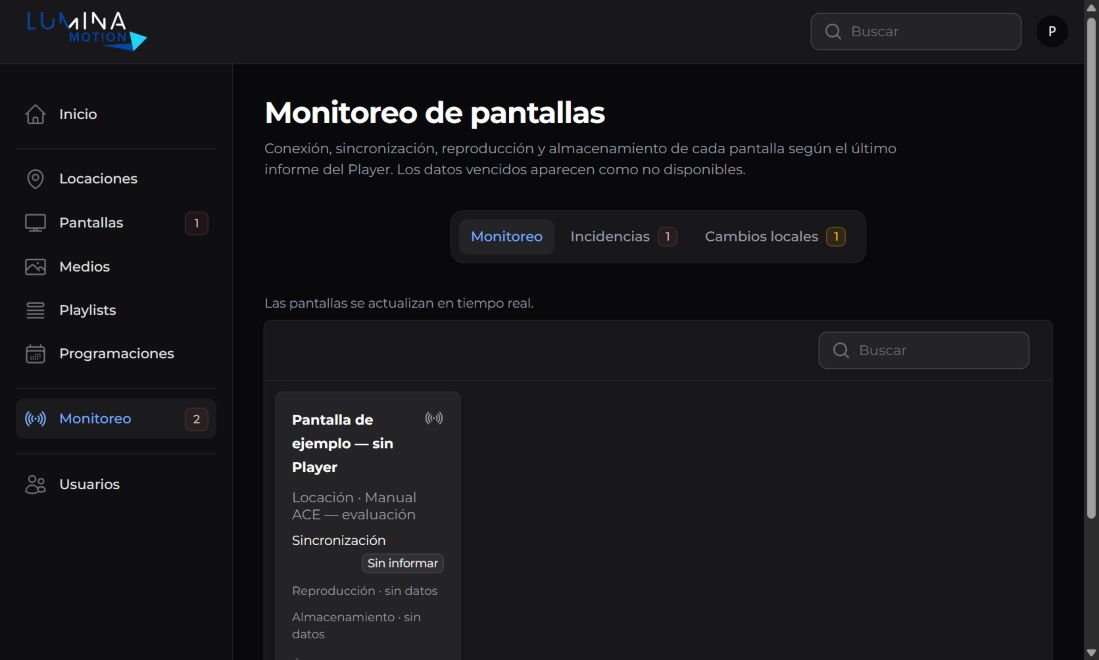 LUMINA
MOTION
Buscar
P
Inicio
Locaciones
Pantallas 1
Medios
Playlists
Programaciones
Monitoreo 2
Usuarios
Monitoreo de pantallas
Conexión, sincronización, reproducción y almacenamiento de cada pantalla según el último
informe del Player. Los datos vencidos aparecen como no disponibles.
Monitoreo Incidencias 1 Cambios locales 1
Las pantallas se actualizan en tiempo real.
Buscar
Pantalla de
ejemplo — sin
Player
Locación · Manual
ACE — evaluación
Sincronización
Sin informar
Reproducción · sin datos
Almacenamiento · sin
datos